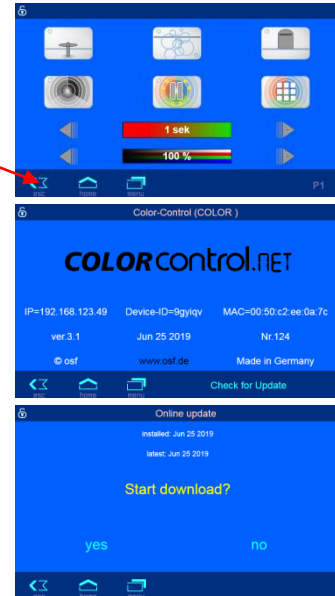 1 sek
100 %
esc home menu P1
Color-Control (COLOR )
COLORcontrol.NET
IP=192.168.123.49 Device-ID=9gyiqv MAC=00:50:c2:ee:0a:7c
ver.3.1 Jun 25 2019 Nr.124
© osf www.osf.de Made in Germany
esc home menu Check for Update
Online update
installed: Jun 25 2019
latest: Jun 25 2019
Start download?
yes no
esc home menu